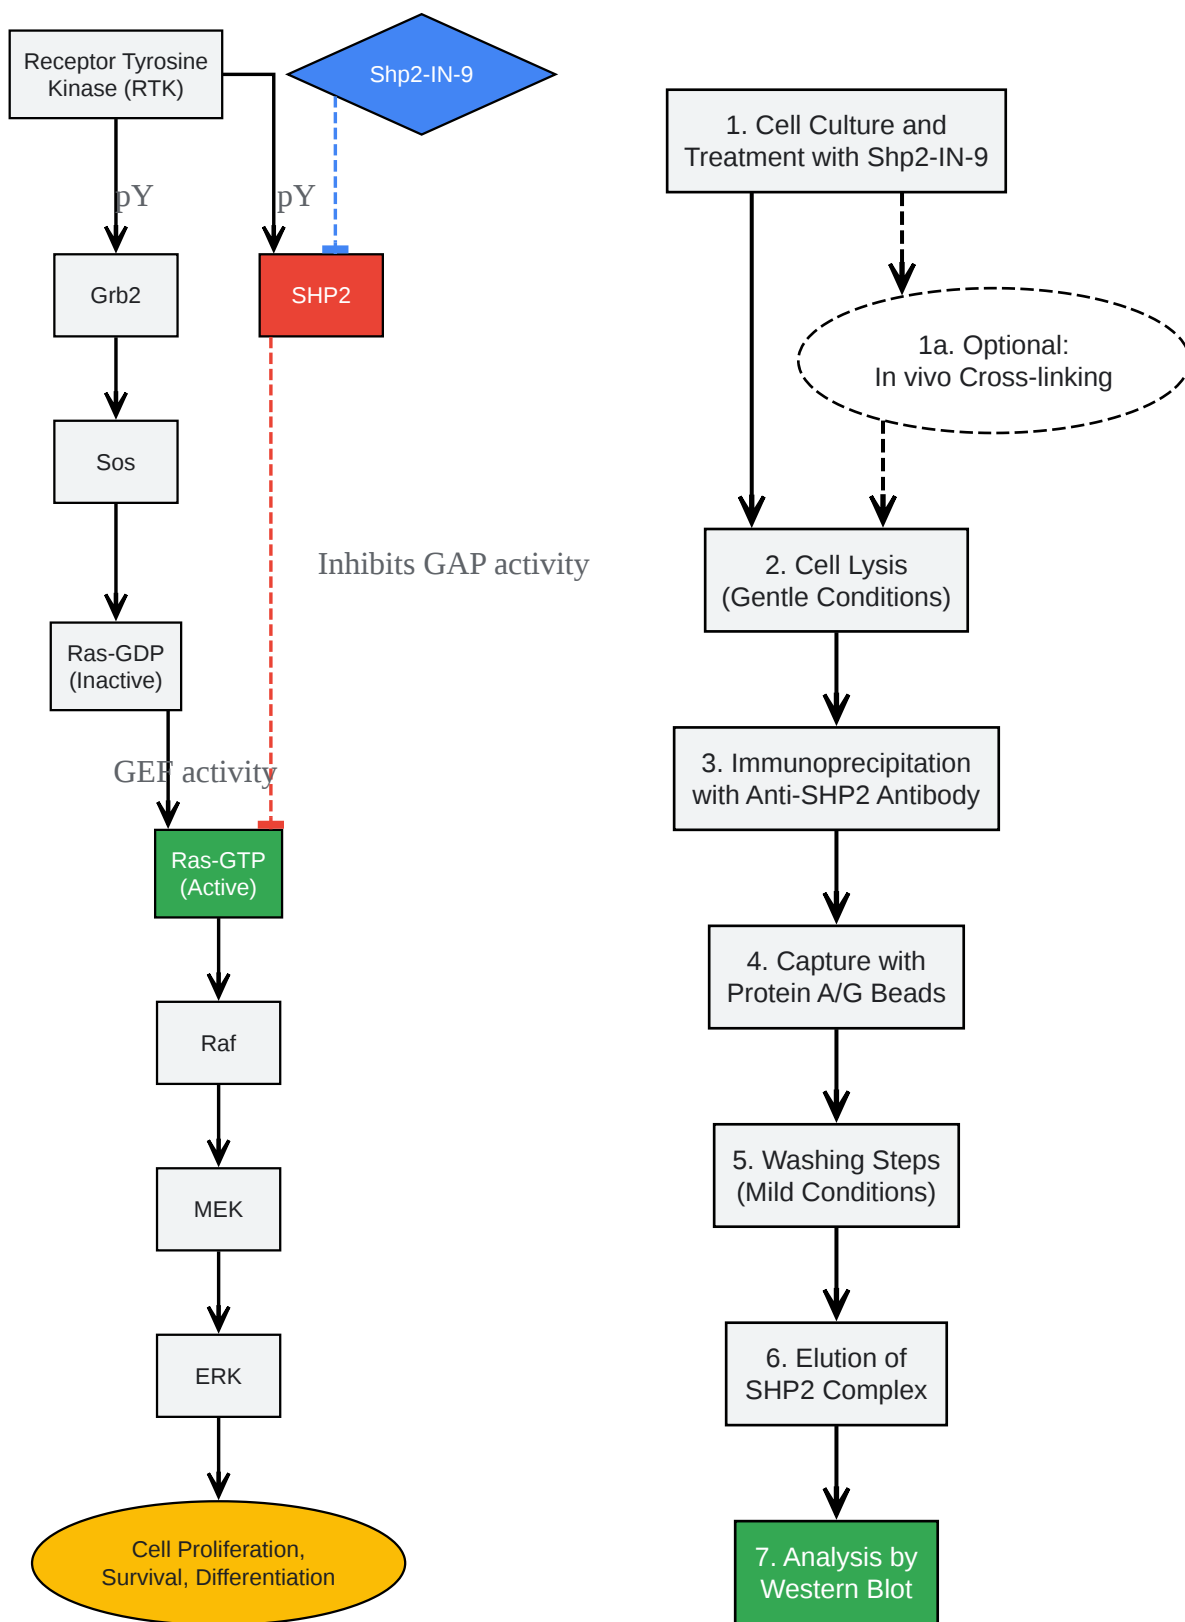 Receptor Tyrosine
Kinase (RTK)
Shp2-IN-9
pY
pY
Grb2
SHP2
Sos
Inhibits GAP activity
Ras-GDP
(Inactive)
GEF activity
Ras-GTP
(Active)
Raf
MEK
ERK
Cell Proliferation,
Survival, Differentiation
1. Cell Culture and
Treatment with Shp2-IN-9
1a. Optional:
In vivo Cross-linking
2. Cell Lysis
(Gentle Conditions)
3. Immunoprecipitation
with Anti-SHP2 Antibody
4. Capture with
Protein A/G Beads
5. Washing Steps
(Mild Conditions)
6. Elution of
SHP2 Complex
7. Analysis by
Western Blot